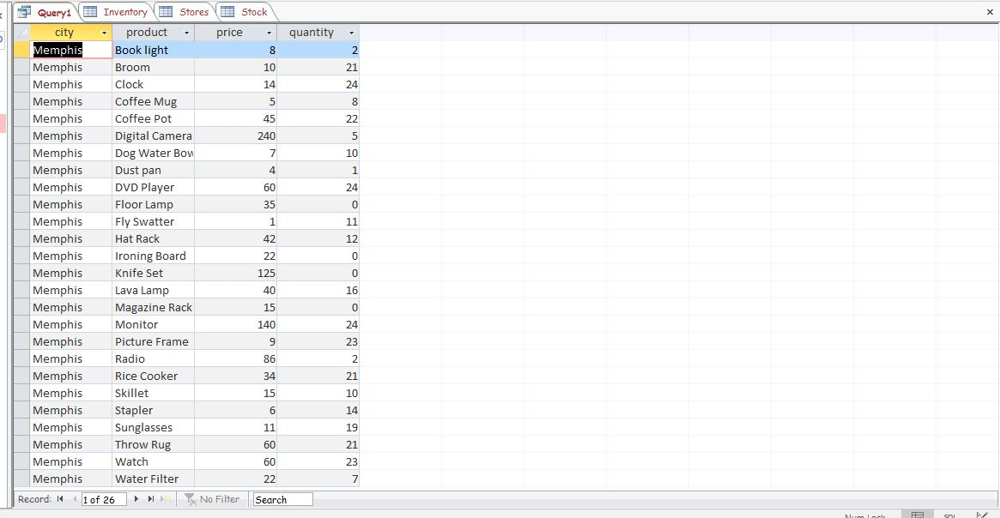 Query1 Inventory Stores Stock
city product price quantity
Memphis Book light 8 2
Memphis Broom 10 21
Memphis Clock 14 24
Memphis Coffee Mug 5 8
Memphis Coffee Pot 45 22
Memphis Digital Camera 240 5
Memphis Dog Water Bow 7 10
Memphis Dust pan 4 1
Memphis DVD Player 60 24
Memphis Floor Lamp 35 0
Memphis Fly Swatter 1 11
Memphis Hat Rack 42 12
Memphis Ironing Board 22 0
Memphis Knife Set 125 0
Memphis Lava Lamp 40 16
Memphis Magazine Rack 15 0
Memphis Monitor 140 24
Memphis Picture Frame 9 23
Memphis Radio 86 2
Memphis Rice Cooker 34 21
Memphis Skillet 15 10
Memphis Stapler 6 14
Memphis Sunglasses 11 19
Memphis Throw Rug 60 21
Memphis Watch 60 23
Memphis Water Filter 22 7
Record: 1 of 26 No Filter Search
Num Lock SQL